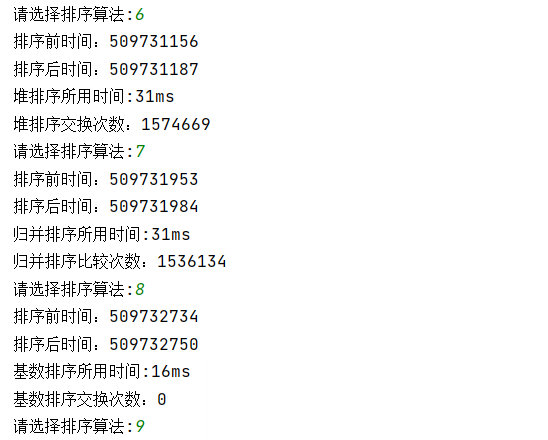 请选择排序算法:6
排序前时间：509731156
排序后时间：509731187
堆排序所用时间:31ms
堆排序交换次数：1574669
请选择排序算法:7
排序前时间：509731953
排序后时间：509731984
归并排序所用时间:31ms
归并排序比较次数：1536134
请选择排序算法:8
排序前时间：509732734
排序后时间：509732750
基数排序所用时间:16ms
基数排序交换次数：0
请选择排序算法:9